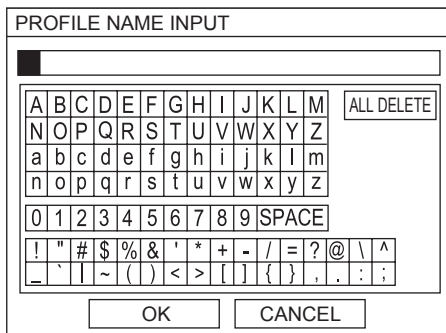 PROFILE NAME INPUT
A B C D E F G H I J K L M ALL DELETE
N O P Q R S T U V W X Y Z
a b c d e f g h i j k l m
n o p q r s t u v w x y z
0 1 2 3 4 5 6 7 8 9 SPACE
! " # $ % & ' * + - / = ? @ \ ^
_ ` | ~ ( ) < > [ ] { } , . : ;
OK CANCEL